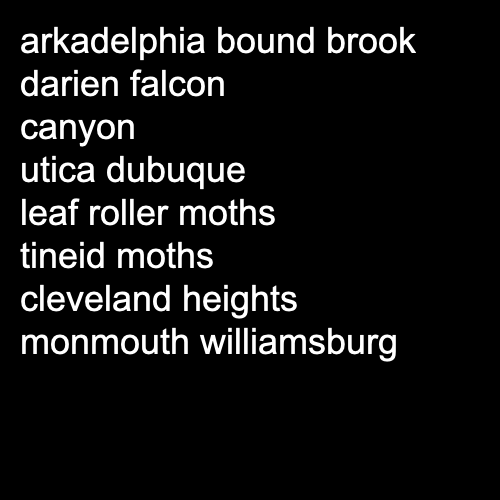 arkadelphia bound brook
darien falcon
canyon
utica dubuque
leaf roller moths
tineid moths
cleveland heights
monmouth williamsburg